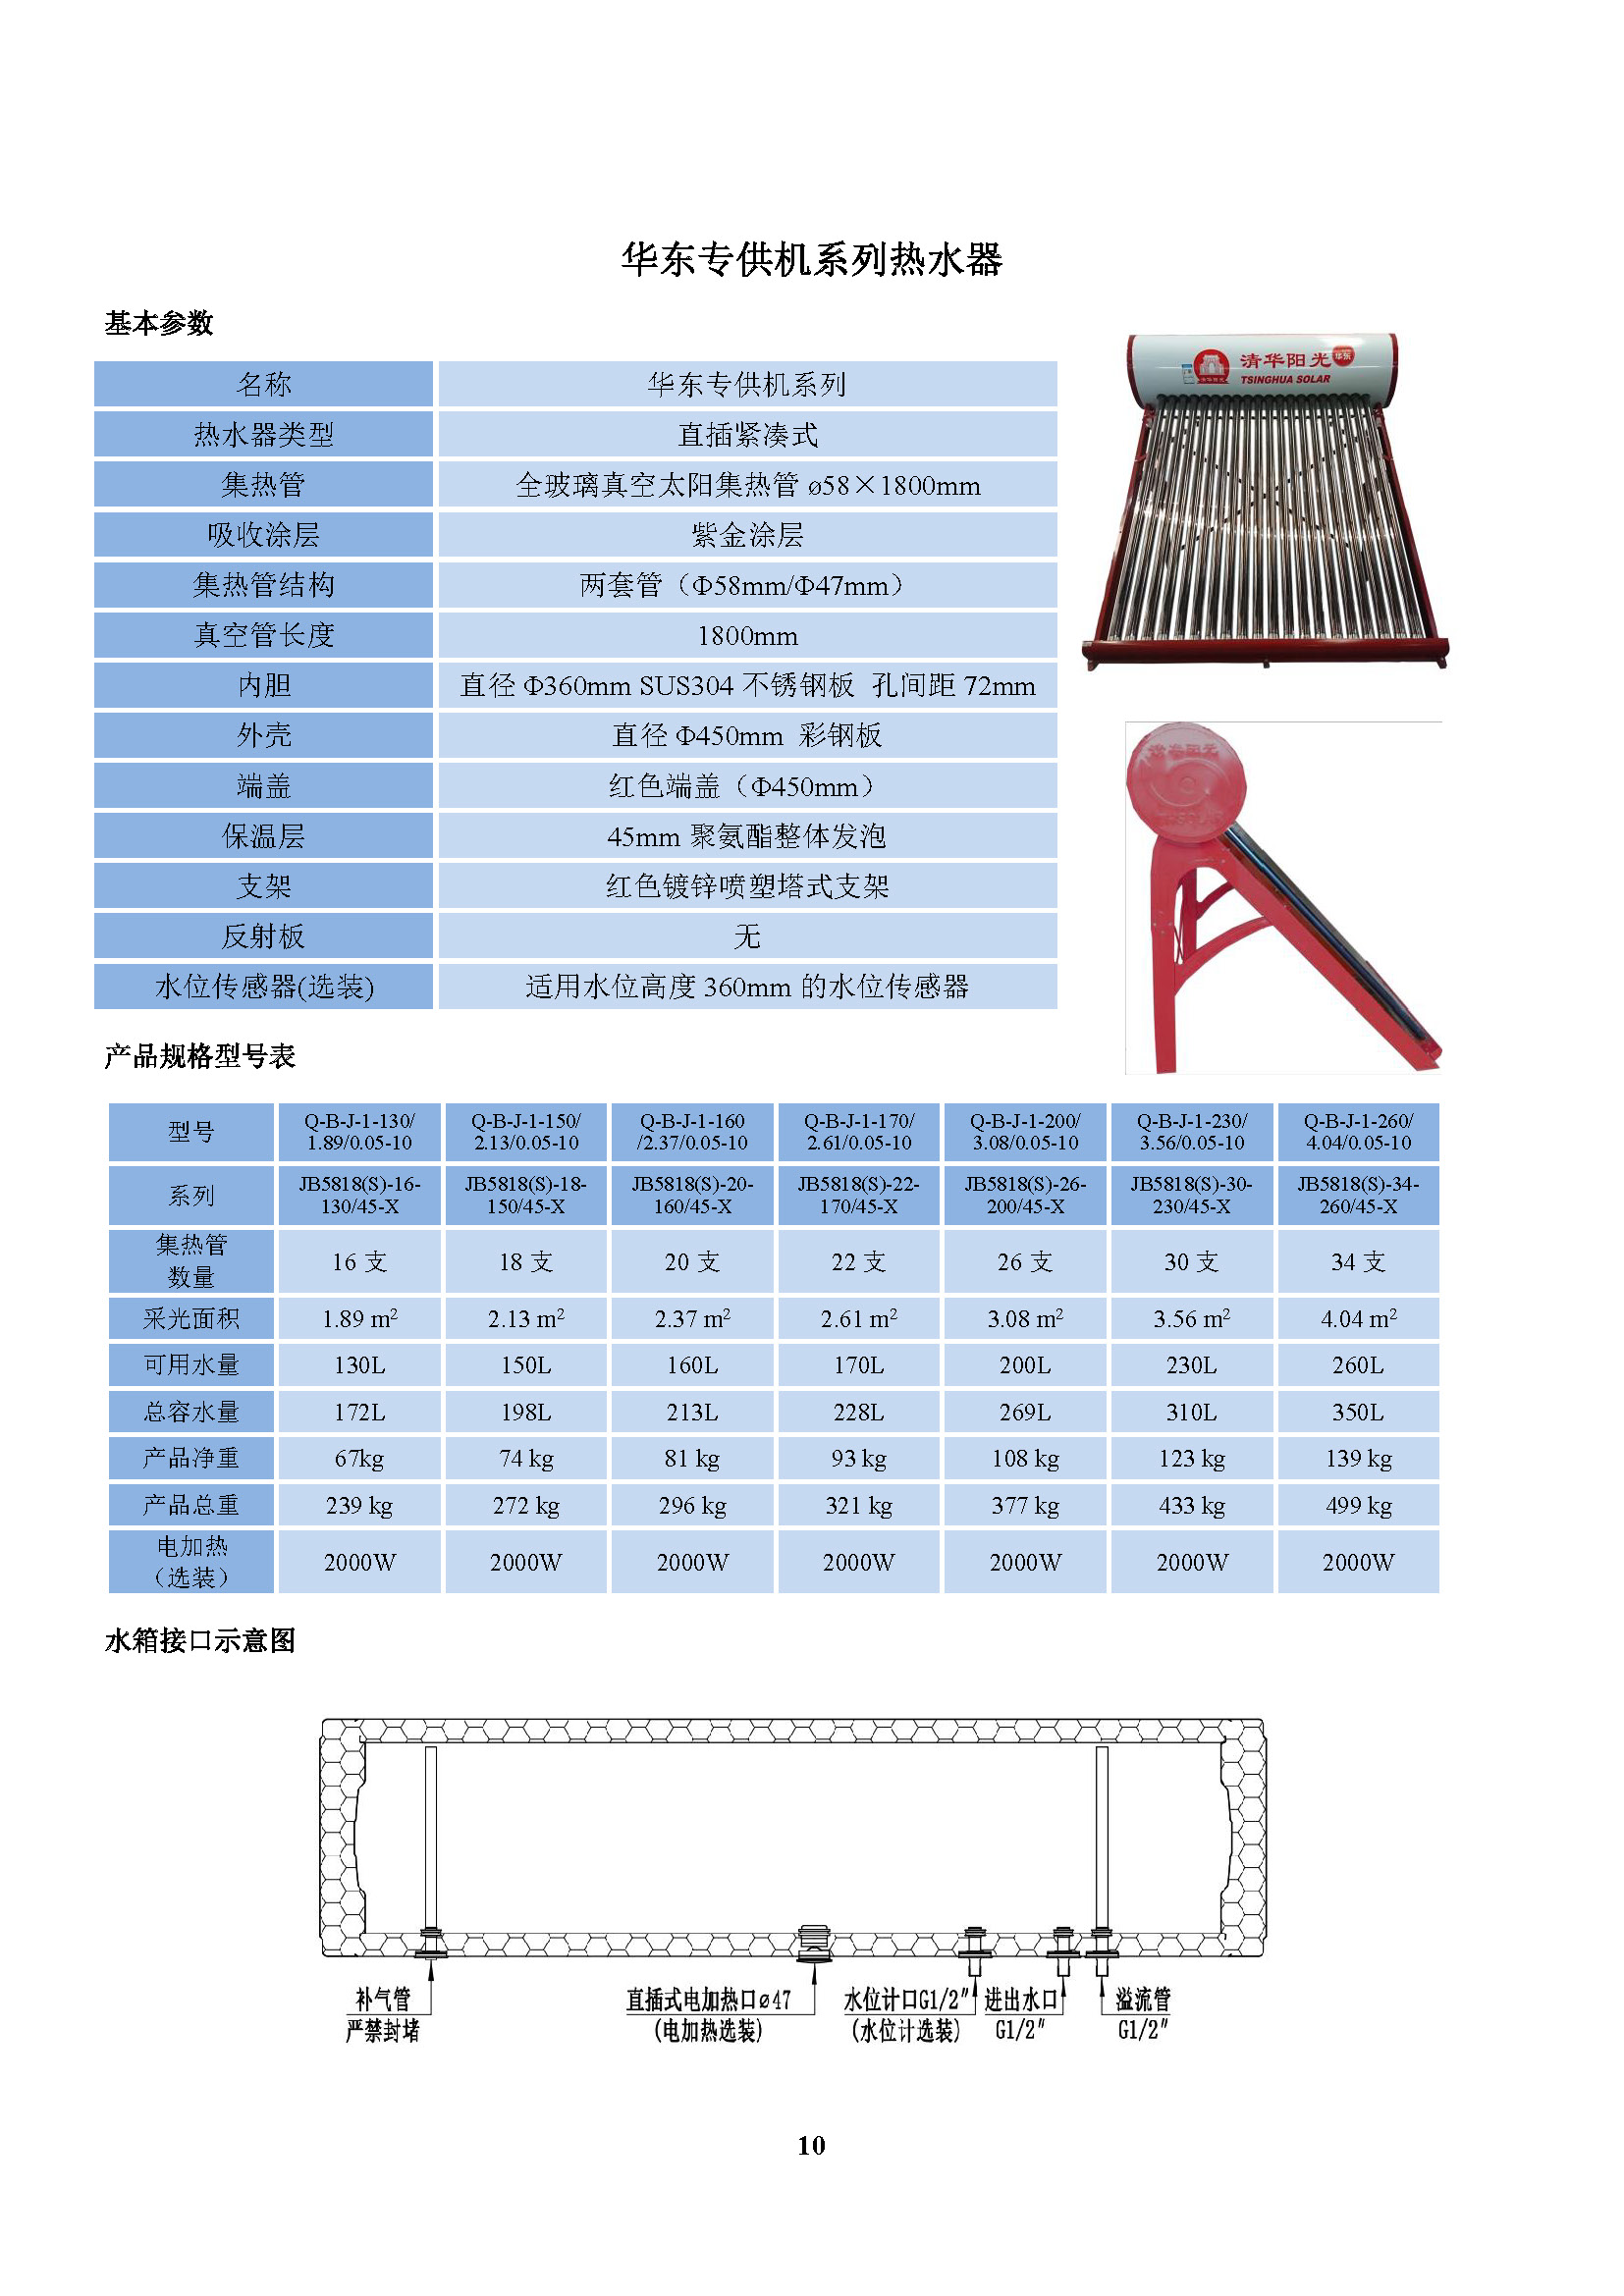 华东专供机系列热水器
基本参数
名称 华东专供机系列
热水器类型 直插紧凑式
集热管 全玻璃真空太阳集热管 ø58×1800mm
吸收涂层 紫金涂层
集热管结构 两套管（Φ58mm/Φ47mm）
真空管长度 1800mm
内胆 直径 Φ360mm SUS304 不锈钢板 孔间距 72mm
外壳 直径 Φ450mm 彩钢板
端盖 红色端盖（Φ450mm）
保温层 45mm 聚氨酯整体发泡
支架 红色镀锌喷塑塔式支架
反射板 无
水位传感器(选装) 适用水位高度 360mm 的水位传感器
清华阳光 华东
TSINGHUA SOLAR
清华阳光
产品规格型号表
型号 Q-B-J-1-130/ Q-B-J-1-150/ Q-B-J-1-160 Q-B-J-1-170/ Q-B-J-1-200/ Q-B-J-1-230/ Q-B-J-1-260/
1.89/0.05-10 2.13/0.05-10 /2.37/0.05-10 2.61/0.05-10 3.08/0.05-10 3.56/0.05-10 4.04/0.05-10
系列 JB5818(S)-16- JB5818(S)-18- JB5818(S)-20- JB5818(S)-22- JB5818(S)-26- JB5818(S)-30- JB5818(S)-34-
130/45-X 150/45-X 160/45-X 170/45-X 200/45-X 230/45-X 260/45-X
集热管
数量 16 支 18 支 20 支 22 支 26 支 30 支 34 支
采光面积 1.89 m² 2.13 m² 2.37 m² 2.61 m² 3.08 m² 3.56 m² 4.04 m²
可用水量 130L 150L 160L 170L 200L 230L 260L
总容水量 172L 198L 213L 228L 269L 310L 350L
产品净重 67kg 74 kg 81 kg 93 kg 108 kg 123 kg 139 kg
产品总重 239 kg 272 kg 296 kg 321 kg 377 kg 433 kg 499 kg
电加热
（选装） 2000W 2000W 2000W 2000W 2000W 2000W 2000W
水箱接口示意图
补气管 直插式电加热口ø47 水位计口G1/2″ 进出水口 溢流管
严禁封堵 (电加热选装) (水位计选装) G1/2″ G1/2″
10